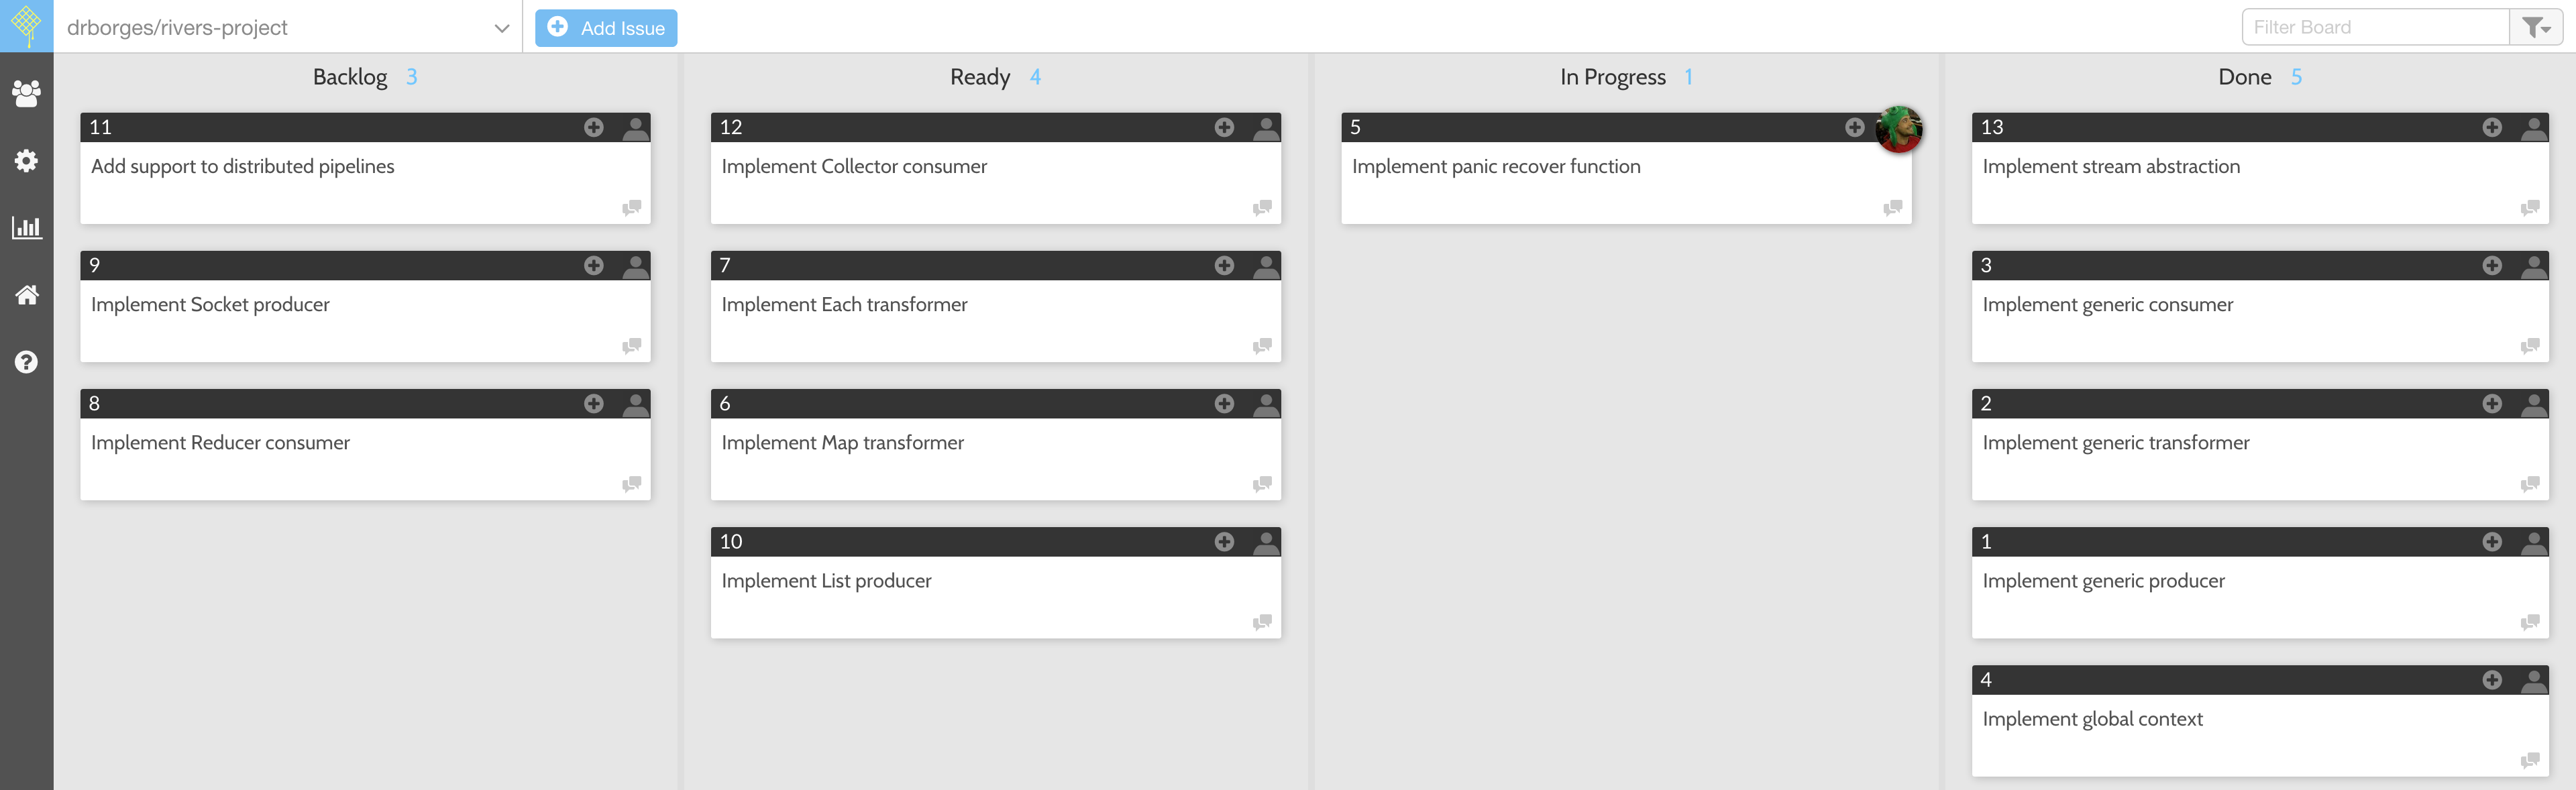 drborges/rivers-project
Add Issue
Filter Board
Backlog 3
11
Add support to distributed pipelines
9
Implement Socket producer
8
Implement Reducer consumer
Ready 4
12
Implement Collector consumer
7
Implement Each transformer
6
Implement Map transformer
10
Implement List producer
In Progress 1
5
Implement panic recover function
Done 5
13
Implement stream abstraction
3
Implement generic consumer
2
Implement generic transformer
1
Implement generic producer
4
Implement global context